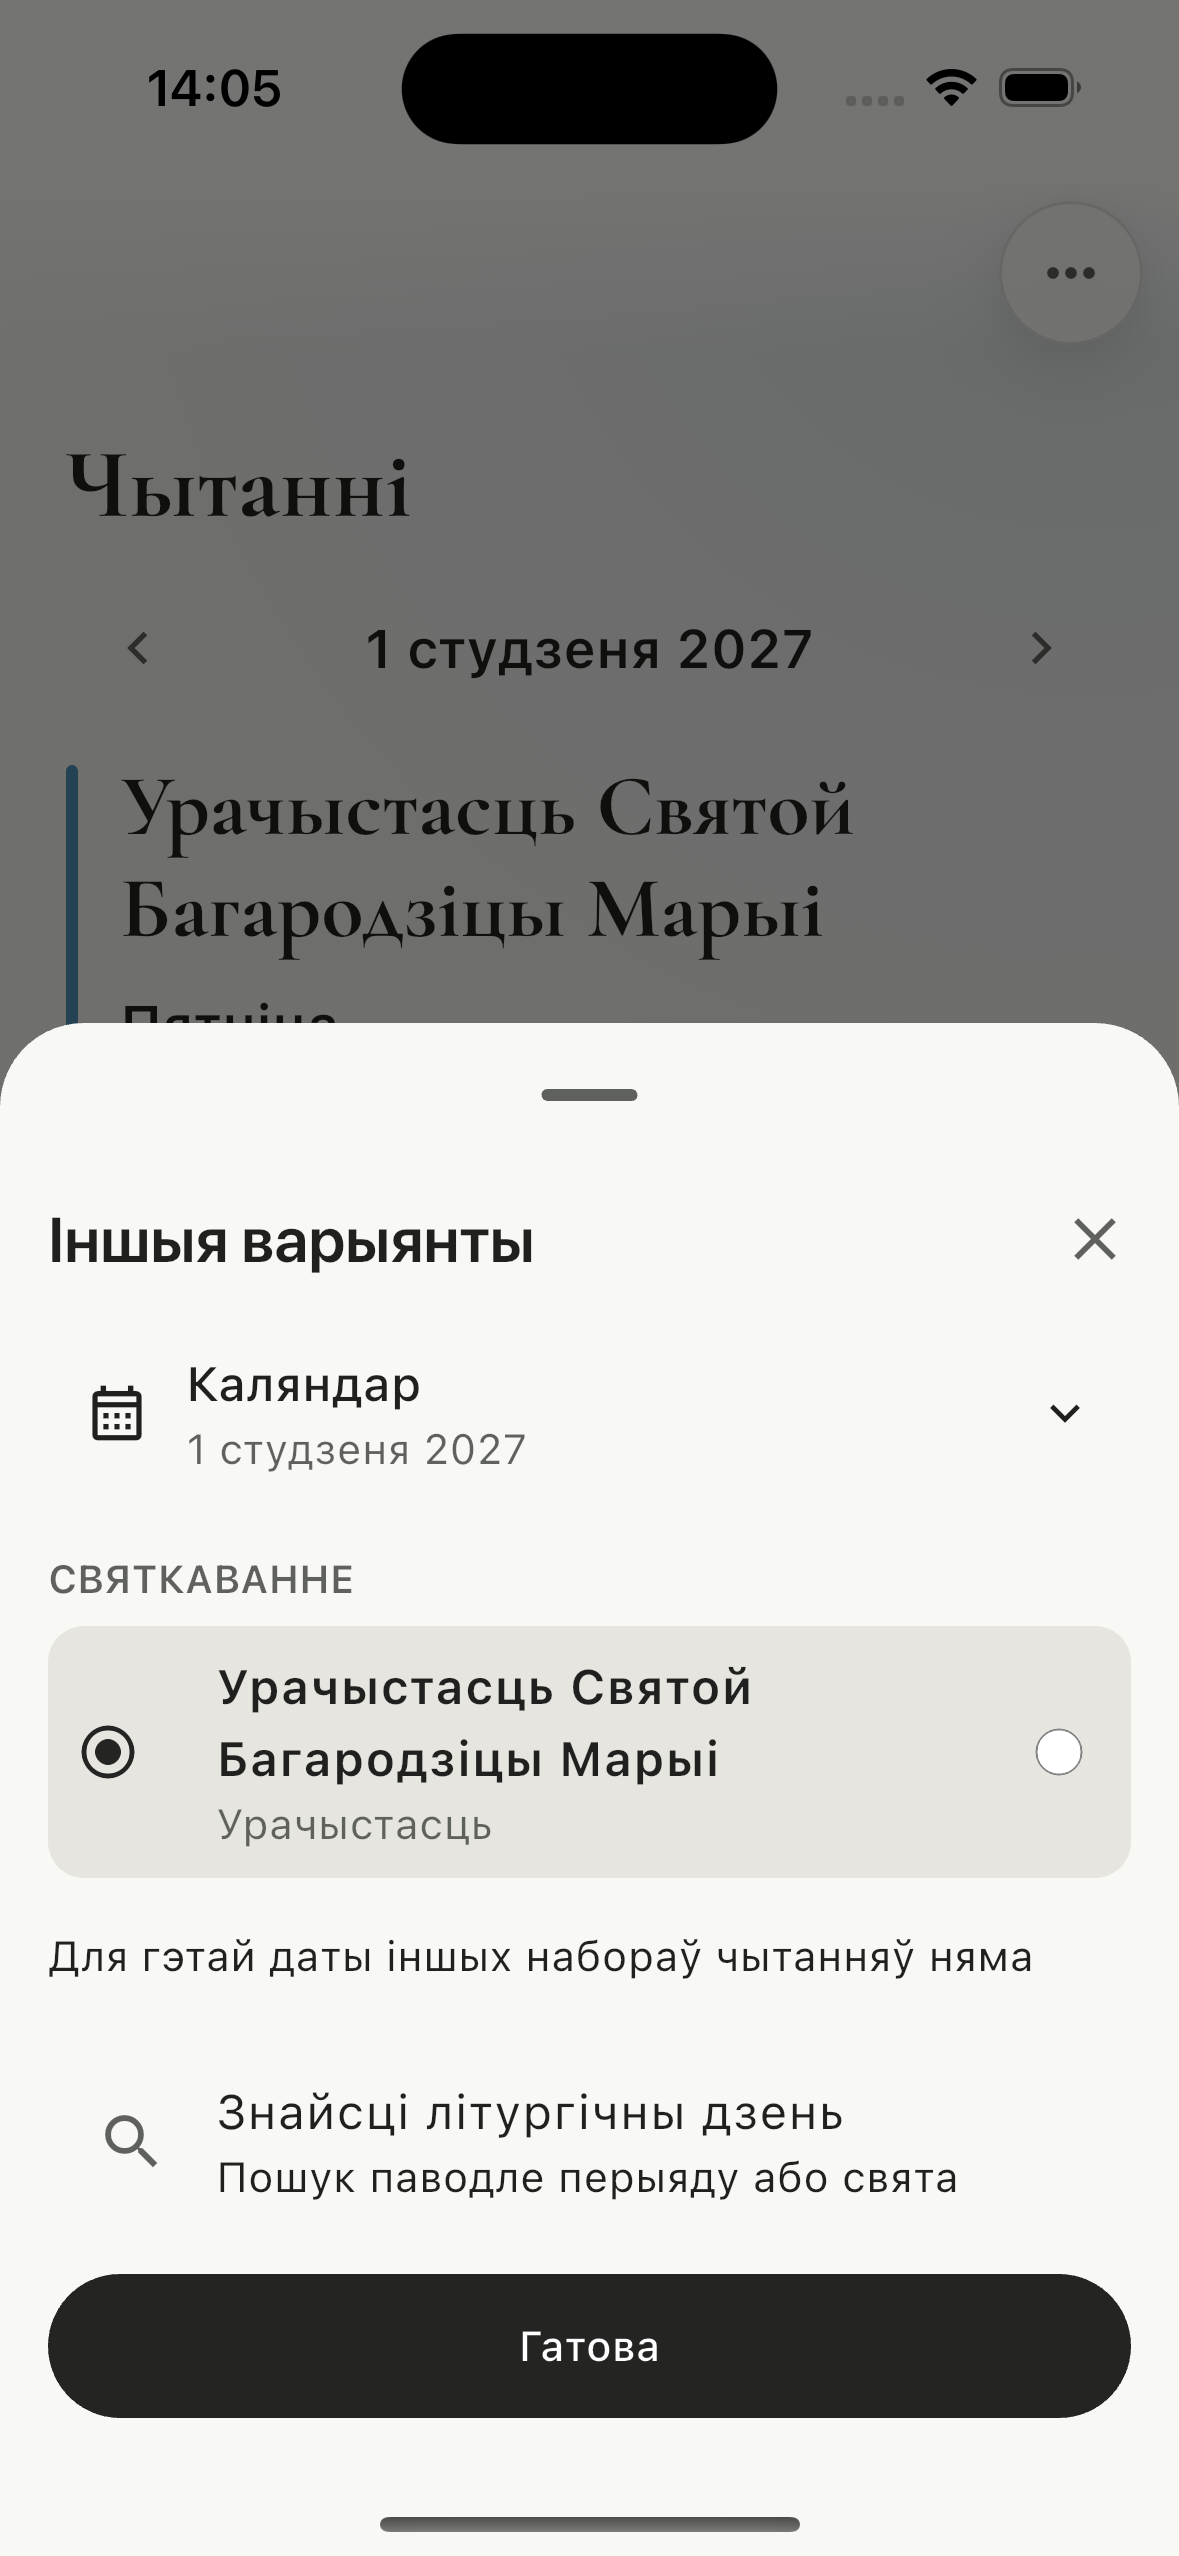 14:05
Чытанні
1 студзеня 2027
Урачыстасць Святой
Багародзіцы Марыі
Пятніца
Іншыя варыянты
Каляндар
1 студзеня 2027
СВЯТКАВАННЕ
Урачыстасць Святой
Багародзіцы Марыі
Урачыстасць
Для гэтай даты іншых набораў чытанняў няма
Знайсці літургічны дзень
Пошук паводле перыяду або свята
Гатова